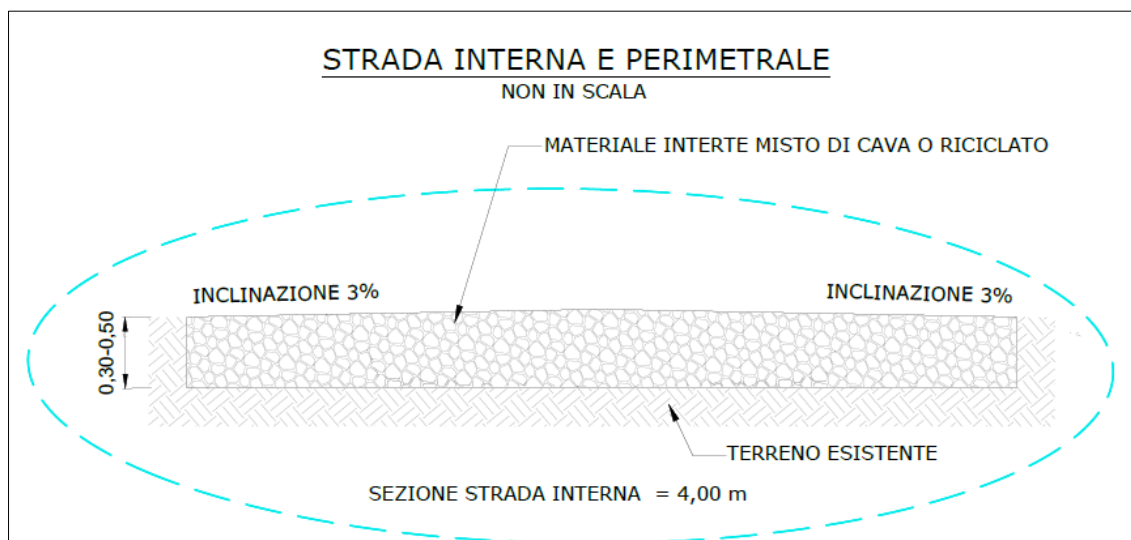 STRADA INTERNA E PERIMETRALE
NON IN SCALA
MATERIALE INTERTE MISTO DI CAVA O RICICLATO
INCLINAZIONE 3%
INCLINAZIONE 3%
0,30-0,50
TERRENO ESISTENTE
SEZIONE STRADA INTERNA = 4,00 m